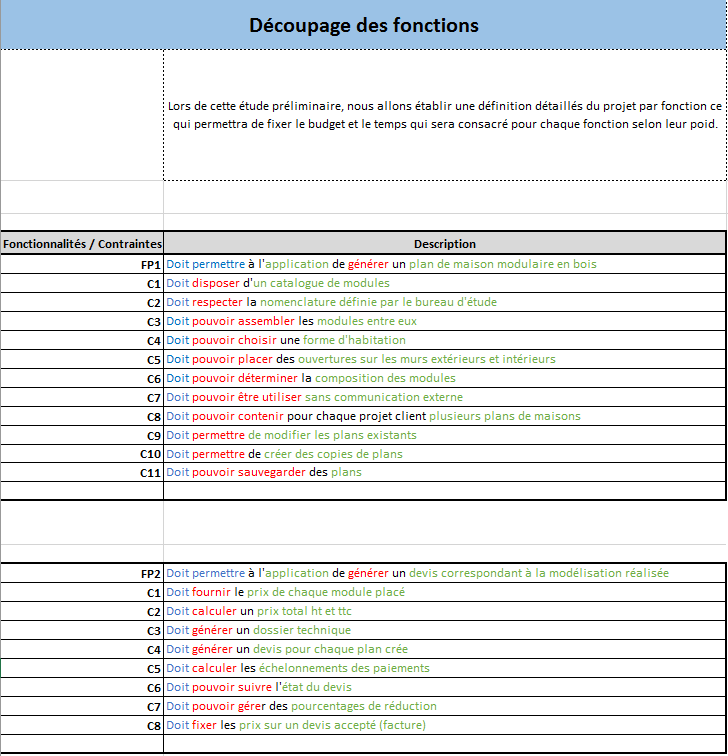 Découpage des fonctions
Lors de cette étude préliminaire, nous allons établir une définition détaillés du projet par fonction ce
qui permettra de fixer le budget et le temps qui sera consacré pour chaque fonction selon leur poid.
Fonctionnalités / Contraintes Description
FP1 Doit permettre à l'application de générer un plan de maison modulaire en bois
C1 Doit disposer d'un catalogue de modules
C2 Doit respecter la nomenclature définie par le bureau d'étude
C3 Doit pouvoir assembler les modules entre eux
C4 Doit pouvoir choisir une forme d'habitation
C5 Doit pouvoir placer des ouvertures sur les murs extérieurs et intérieurs
C6 Doit pouvoir déterminer la composition des modules
C7 Doit pouvoir être utiliser sans communication externe
C8 Doit pouvoir contenir pour chaque projet client plusieurs plans de maisons
C9 Doit permettre de modifier les plans existants
C10 Doit permettre de créer des copies de plans
C11 Doit pouvoir sauvegarder des plans
FP2 Doit permettre à l'application de générer un devis correspondant à la modélisation réalisée
C1 Doit fournir le prix de chaque module placé
C2 Doit calculer un prix total ht et ttc
C3 Doit générer un dossier technique
C4 Doit générer un devis pour chaque plan crée
C5 Doit calculer les échelonnements des paiements
C6 Doit pouvoir suivre l'état du devis
C7 Doit pouvoir gérer des pourcentages de réduction
C8 Doit fixer les prix sur un devis accepté (facture)